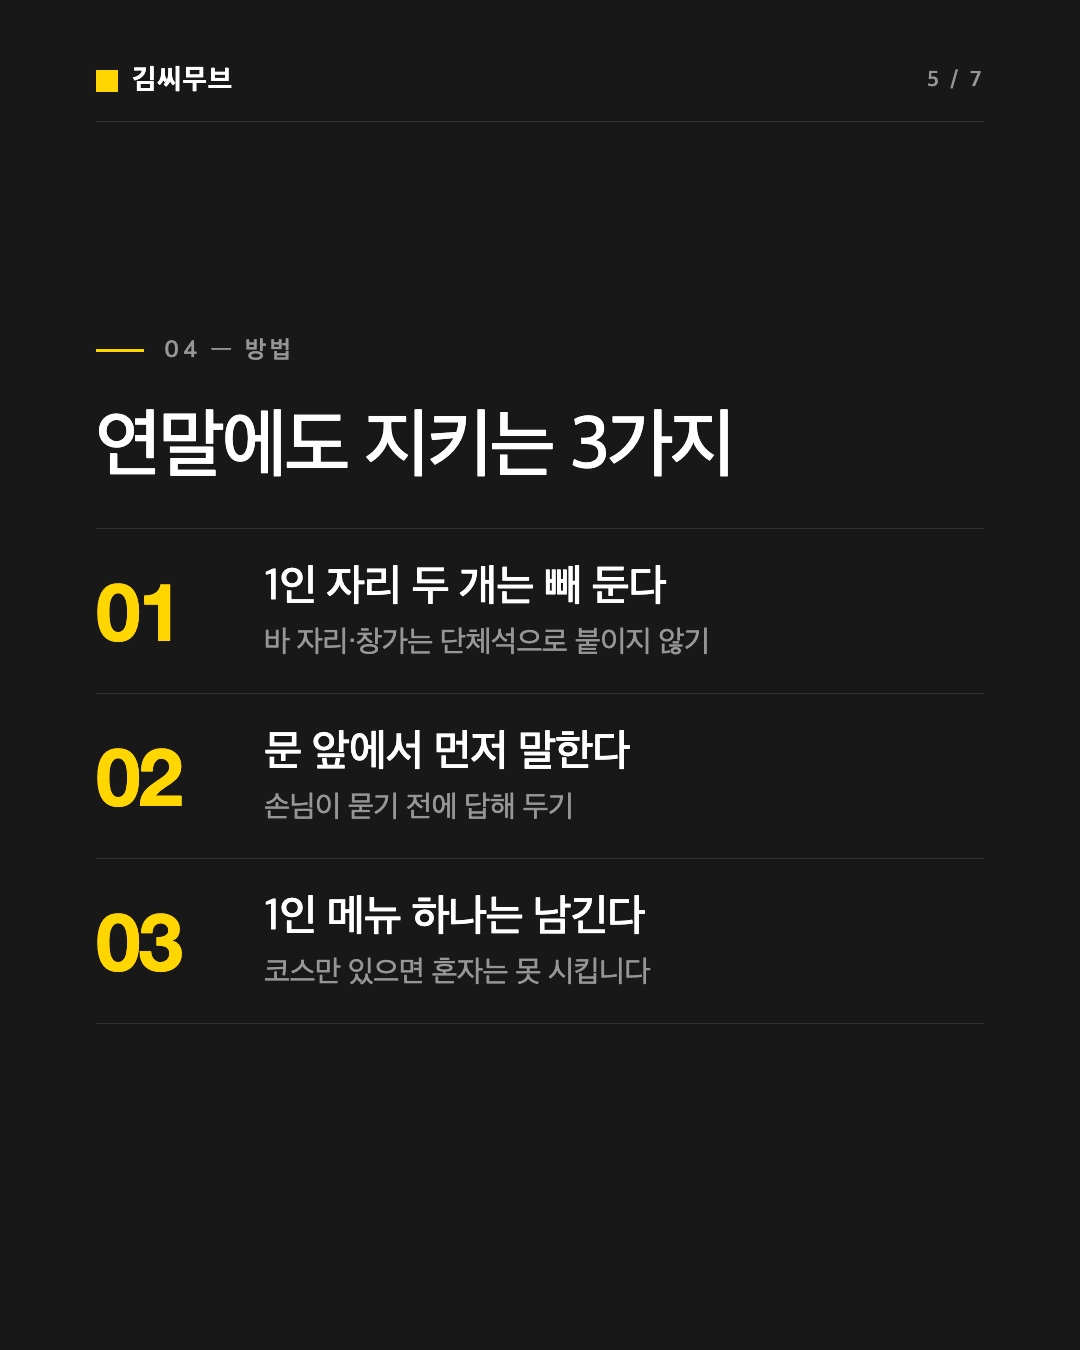 김씨무브
5 / 7
04 — 방법
연말에도 지키는 3가지
01
1인 자리 두 개는 빼 둔다
바 자리·창가는 단체석으로 붙이지 않기
02
문 앞에서 먼저 말한다
손님이 묻기 전에 답해 두기
03
1인 메뉴 하나는 남긴다
코스만 있으면 혼자는 못 시킵니다